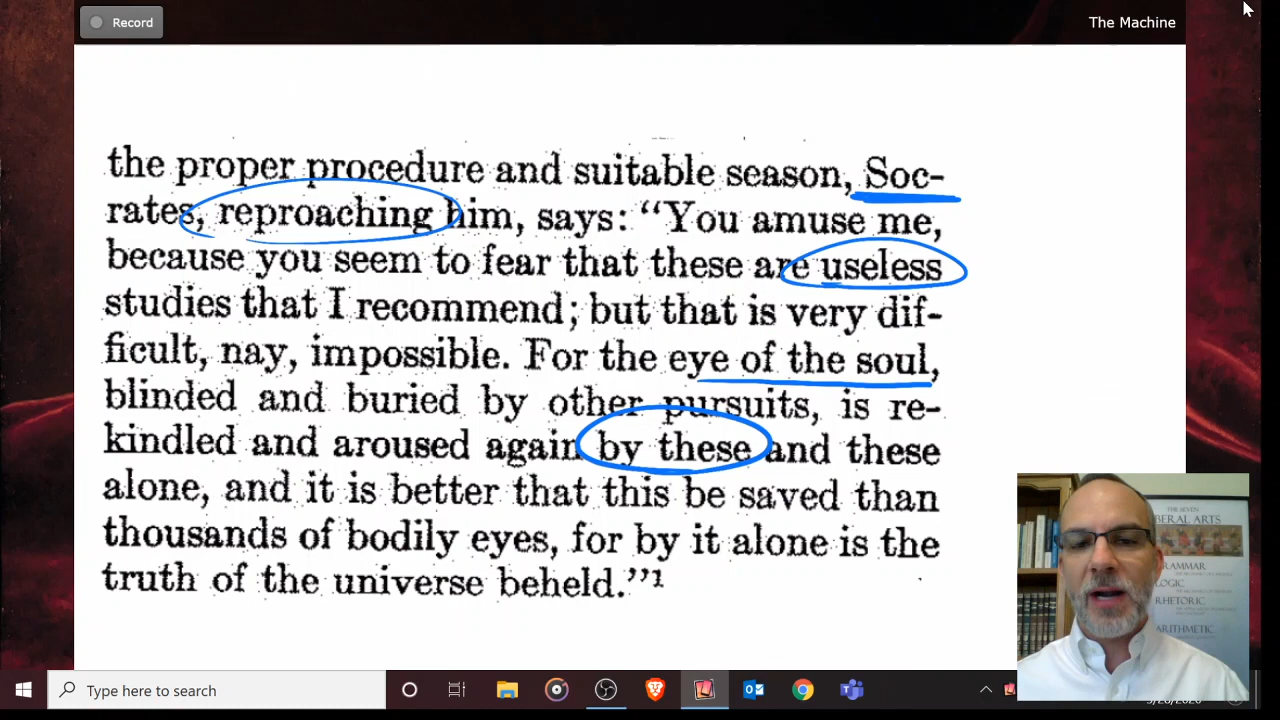 Record
The Machine
the proper procedure and suitable season, Soc-
rates, reproaching him, says: “You amuse me,
because you seem to fear that these are useless
studies that I recommend; but that is very dif-
ficult, nay, impossible. For the eye of the soul,
blinded and buried by other pursuits, is re-
kindled and aroused again by these and these
alone, and it is better that this be saved than
thousands of bodily eyes, for by it alone is the
truth of the universe beheld.”1
THE SEVEN
LIBERAL ARTS
GRAMMAR
LOGIC
RHETORIC
ARITHMETIC
Type here to search